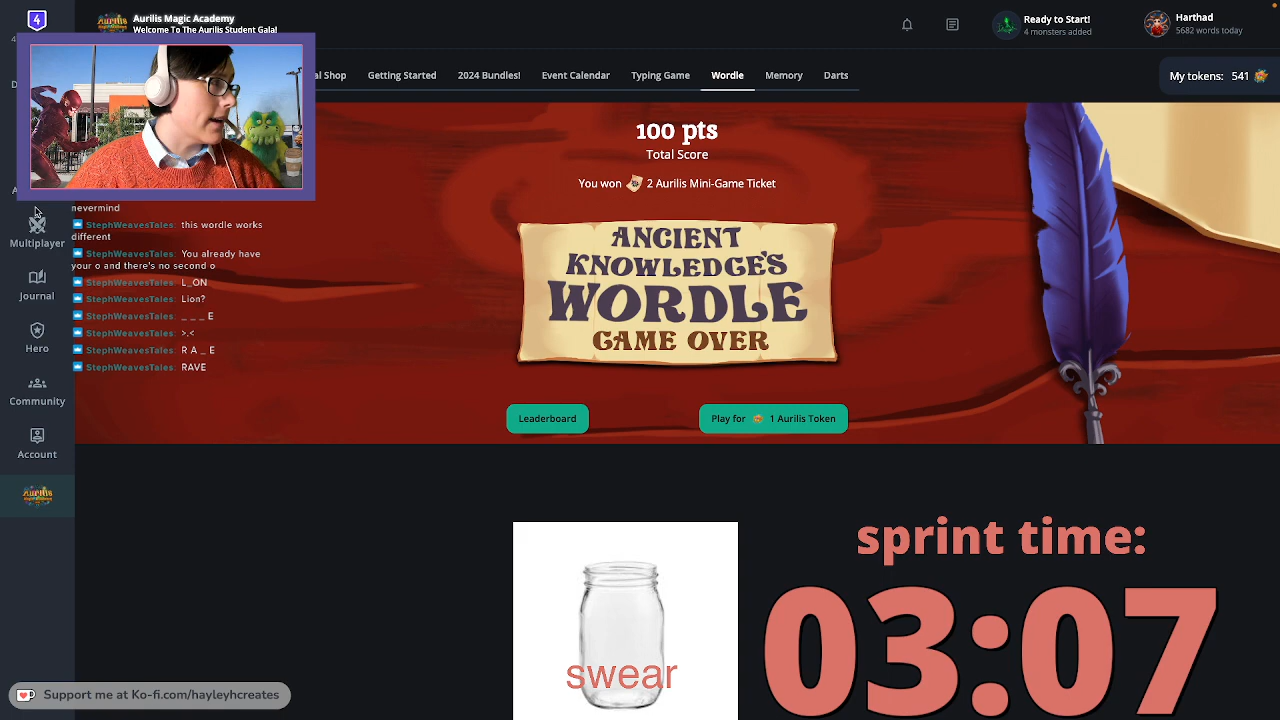 4
Aurilis Magic Academy
Welcome To The Aurilis Student Gala!
Ready to Start!
4 monsters added
Harthad
5682 words today
al Shop
Getting Started
2024 Bundles!
Event Calendar
Typing Game
Wordle
Memory
Darts
My tokens: 541
100 pts
Total Score
You won 2 Aurilis Mini-Game Ticket
ANCIENT
KNOWLEDGE'S
WORDLE
GAME OVER
Leaderboard
Play for 1 Aurilis Token
nevermind
StephWeavesTales: this wordle works
different
StephWeavesTales: You already have
your o and there's no second o
StephWeavesTales: L_ON
StephWeavesTales: Lion?
StephWeavesTales: _ _ _ E
StephWeavesTales: >.<
StephWeavesTales: R A _ E
StephWeavesTales: RAVE
Multiplayer
Journal
Hero
Community
Account
Aurilis
swear
sprint time:
03:07
Support me at Ko-fi.com/hayleyhcreates